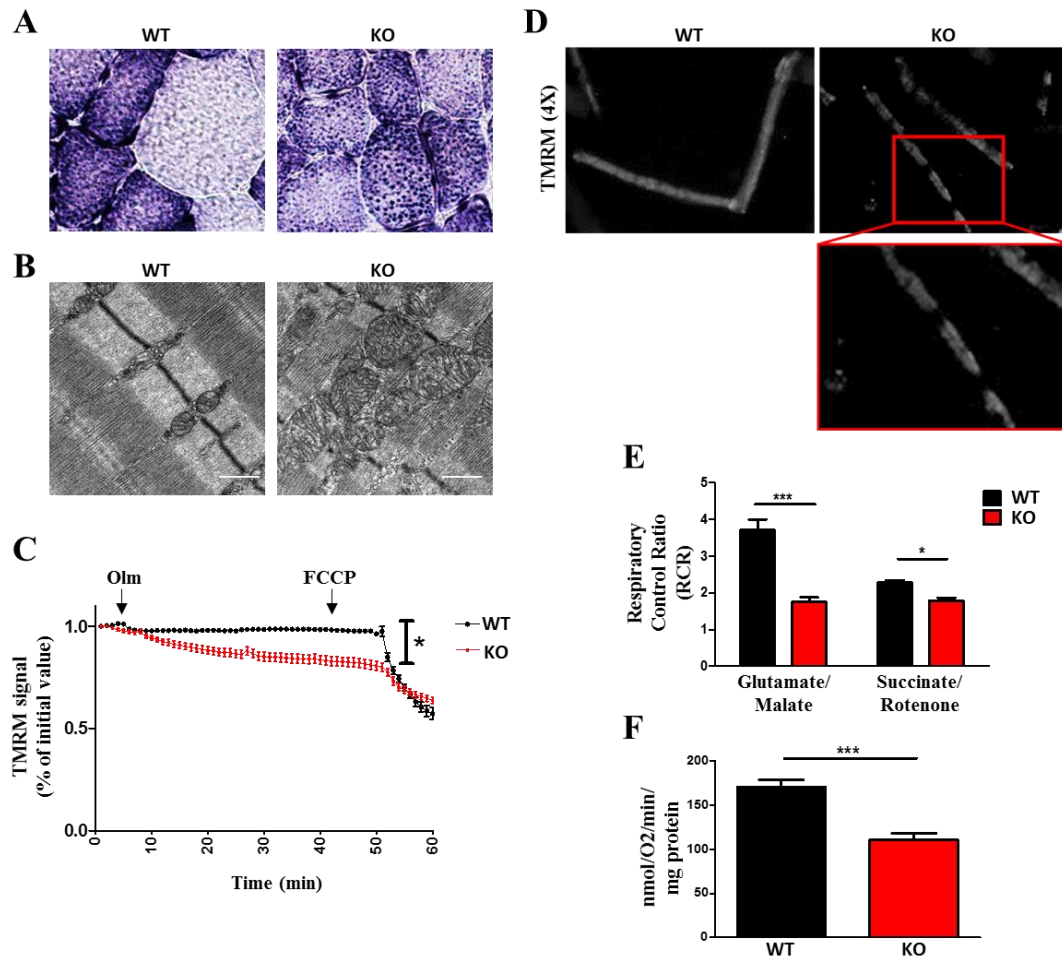 A
WT
KO
B
WT
KO
C
Olm
FCCP
1.0
0.5
0.0
TMRM signal
(% of initial value)
0
10
20
30
40
50
60
Time (min)
*
WT
KO
D
WT
KO
TMRM (4X)
E
Respiratory
Control Ratio
(RCR)
5
4
3
2
1
0
***
*
WT
KO
Glutamate/
Malate
Succinate/
Rotenone
F
nmol/O2/min/
mg protein
200
150
100
50
0
***
WT
KO